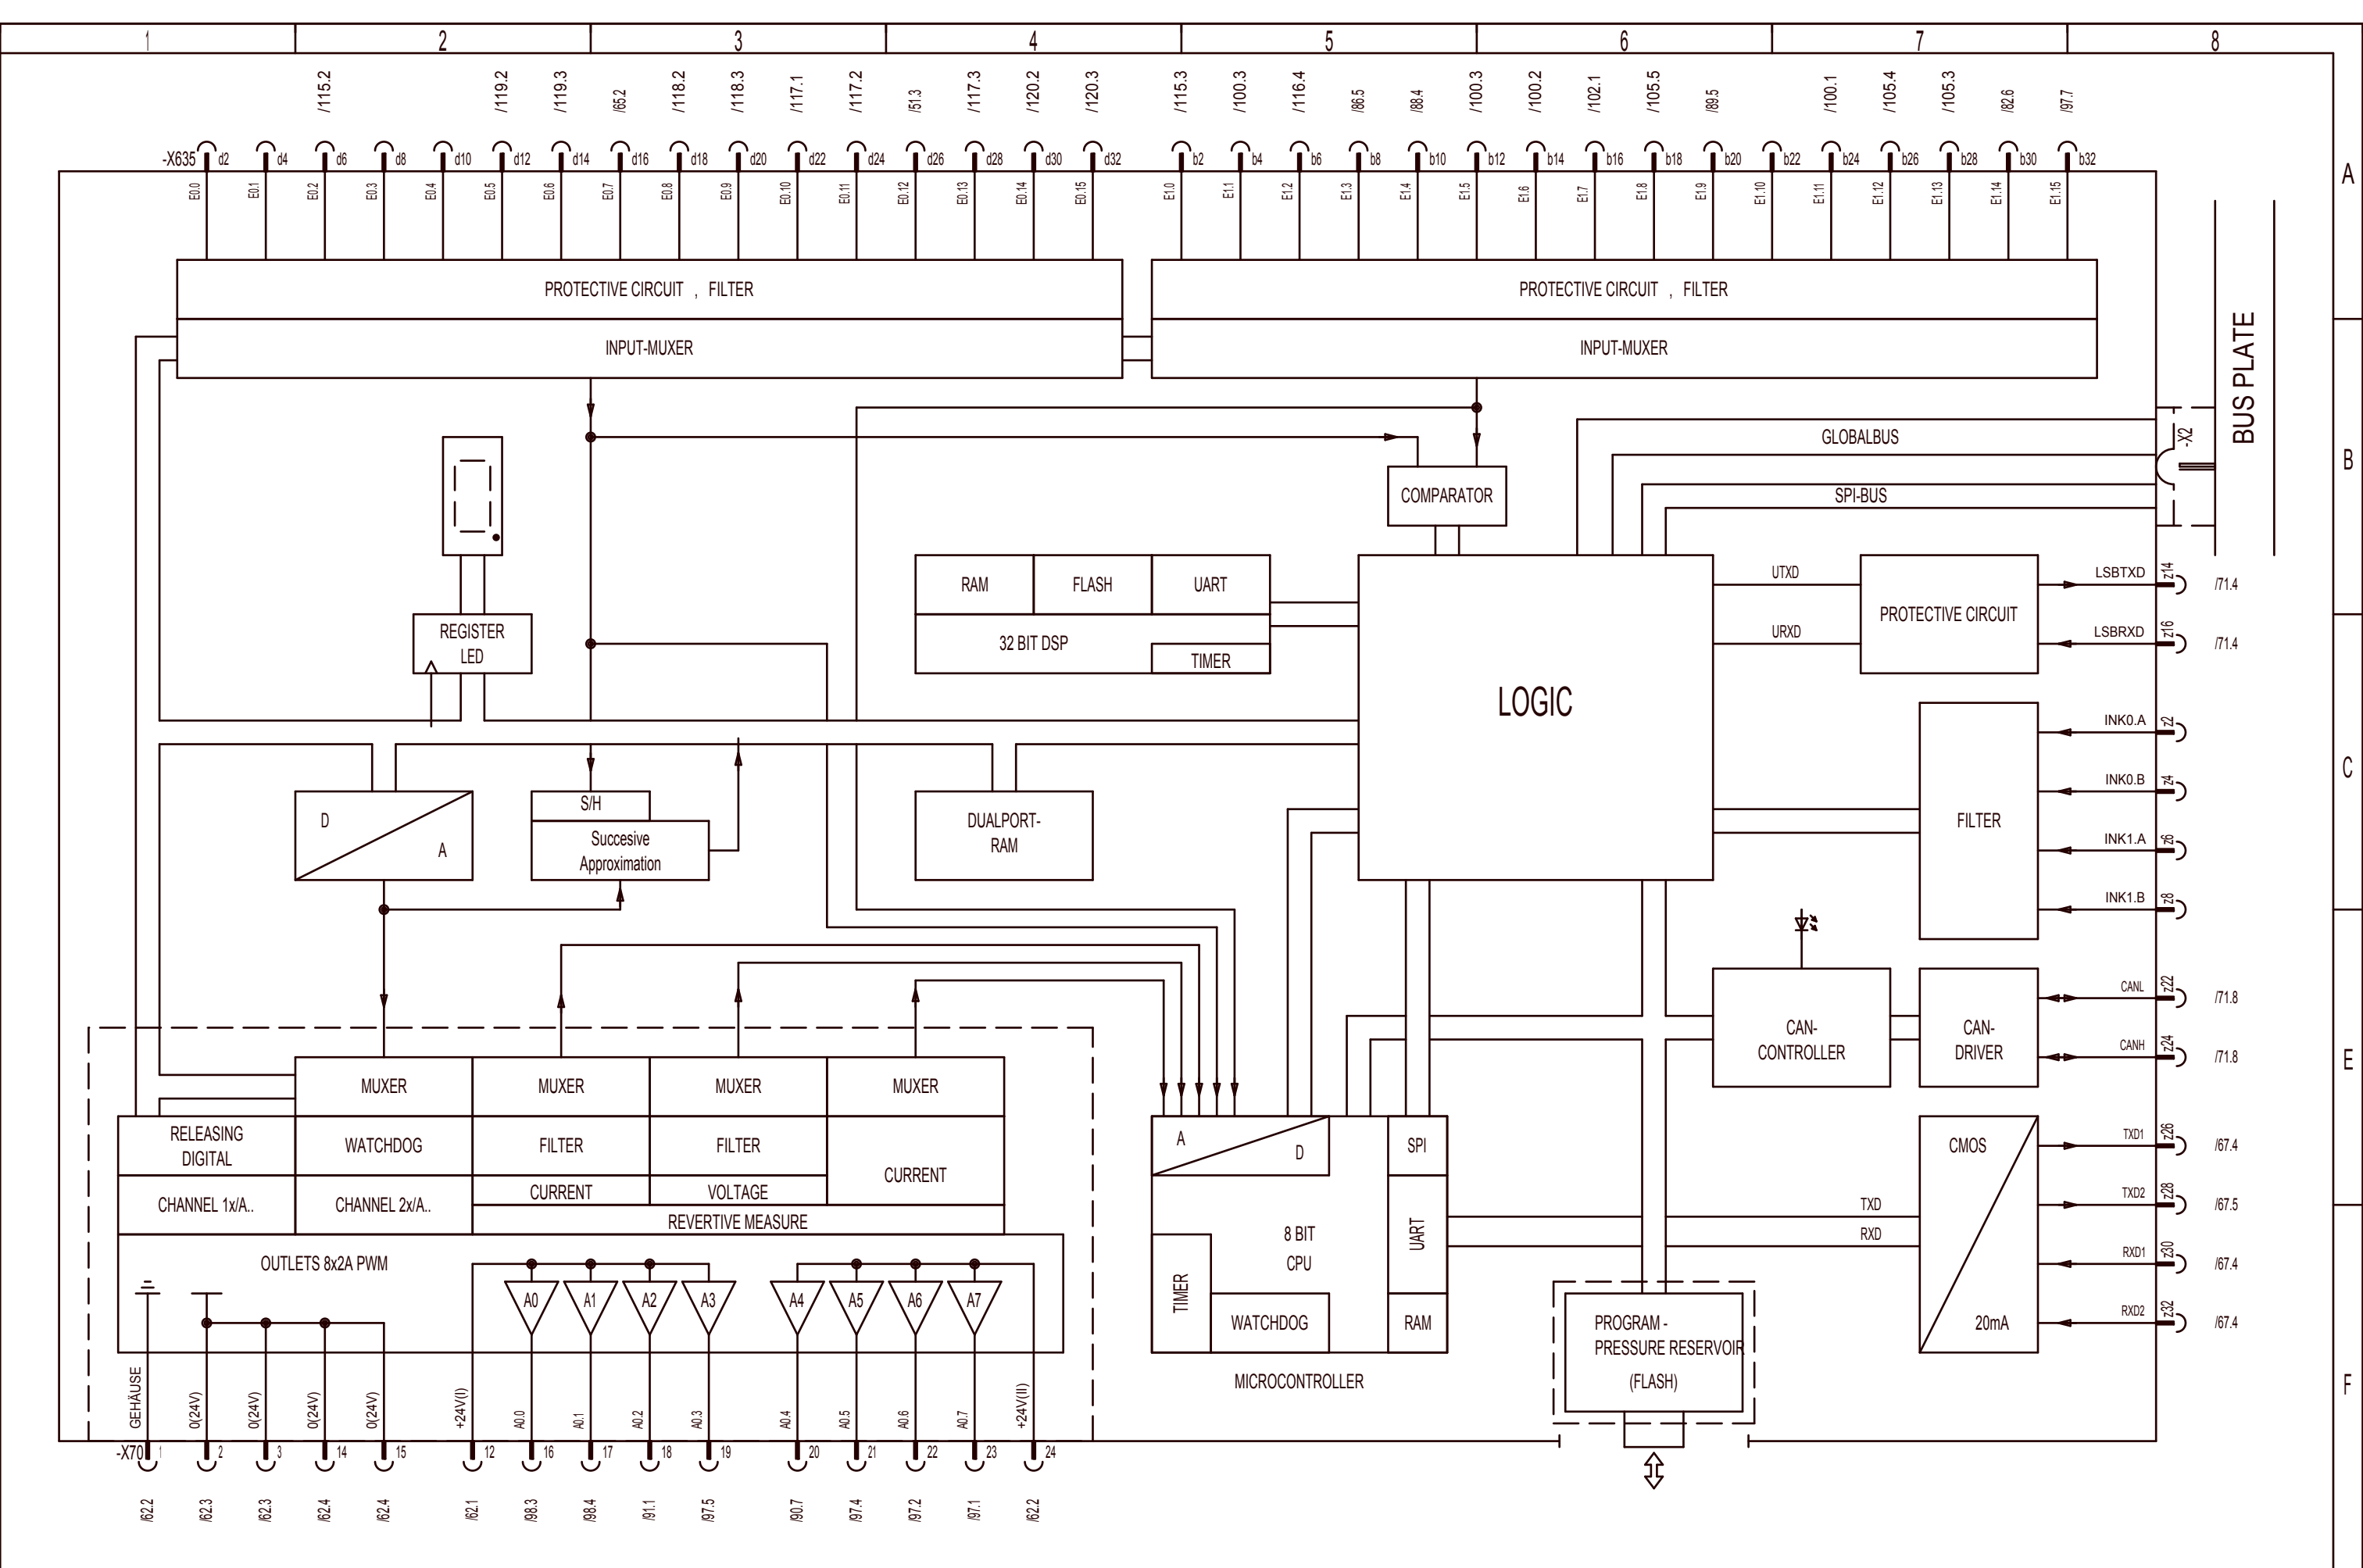 1 2 3 4 5 6 7 8
/115.2 /119.2 /119.3 /65.2 /118.2 /118.3 /117.1 /117.2 /51.3 /117.3 /120.2 /120.3 /115.3 /100.3 /116.4 /86.5 /88.4 /100.3 /100.2 /102.1 /105.5 /89.5 /100.1 /105.4 /105.3 /82.6 /97.7
-X635 d2 d4 d6 d8 d10 d12 d14 d16 d18 d20 d22 d24 d26 d28 d30 d32 b2 b4 b6 b8 b10 b12 b14 b16 b18 b20 b22 b24 b26 b28 b30 b32
A
E0.0 E0.1 E0.2 E0.3 E0.4 E0.5 E0.6 E0.7 E0.8 E0.9 E0.10 E0.11 E0.12 E0.13 E0.14 E0.15 E1.0 E1.1 E1.2 E1.3 E1.4 E1.5 E1.6 E1.7 E1.8 E1.9 E1.10 E1.11 E1.12 E1.13 E1.14 E1.15
PROTECTIVE CIRCUIT , FILTER
PROTECTIVE CIRCUIT , FILTER
INPUT-MUXER
INPUT-MUXER
BUS PLATE
-X2
GLOBALBUS
B
COMPARATOR
SPI-BUS
RAM FLASH UART
UTXD
LSBTXD z14 /71.4
PROTECTIVE CIRCUIT
REGISTER
LED
32 BIT DSP
TIMER
URXD
LSBRXD z16 /71.4
LOGIC
INK0.A z2
C
D
A
S/H
Succesive
Approximation
DUALPORT-
RAM
FILTER
INK0.B z4
INK1.A z6
INK1.B z8
CANL z22 /71.8
CAN-
CONTROLLER
CAN-
DRIVER
CANH z24 /71.8
E
MUXER MUXER MUXER MUXER
RELEASING
DIGITAL
WATCHDOG
FILTER
FILTER
CURRENT
A
D
SPI
CMOS
TXD1 z26 /67.4
CHANNEL 1x/A..
CHANNEL 2x/A..
CURRENT
VOLTAGE
REVERTIVE MEASURE
TXD
TXD2 z28 /67.5
8 BIT
CPU
UART
RXD
RXD1 z30 /67.4
OUTLETS 8x2A PWM
A0 A1 A2 A3 A4 A5 A6 A7
TIMER
WATCHDOG
RAM
PROGRAM -
PRESSURE RESERVOIR
(FLASH)
20mA
RXD2 z32 /67.4
MICROCONTROLLER
F
GEHÄUSE 0(24V) 0(24V) 0(24V) 0(24V) +24V(I) A0.0 A0.1 A0.2 A0.3 A0.4 A0.5 A0.6 A0.7 +24V(II)
-X70 1 2 3 14 15 12 16 17 18 19 20 21 22 23 24
/62.2 /62.3 /62.3 /62.4 /62.4 /62.1 /98.3 /98.4 /91.1 /97.5 /90.7 /97.4 /97.2 /97.1 /62.2